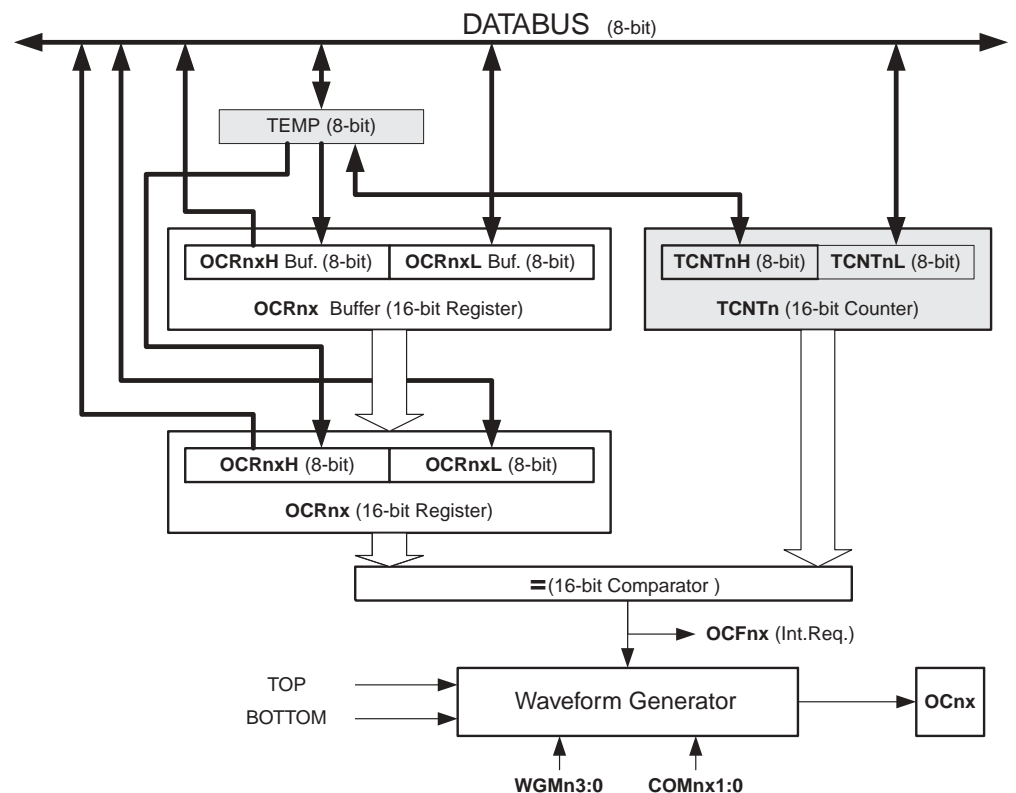 DATABUS (8-bit)
TEMP (8-bit)
OCRnxH Buf. (8-bit) OCRnxL Buf. (8-bit)
OCRnx Buffer (16-bit Register)
TCNTnH (8-bit) TCNTnL (8-bit)
TCNTn (16-bit Counter)
OCRnxH (8-bit) OCRnxL (8-bit)
OCRnx (16-bit Register)
=(16-bit Comparator )
OCFnx (Int.Req.)
TOP
BOTTOM
Waveform Generator
OCnx
WGMn3:0 COMnx1:0